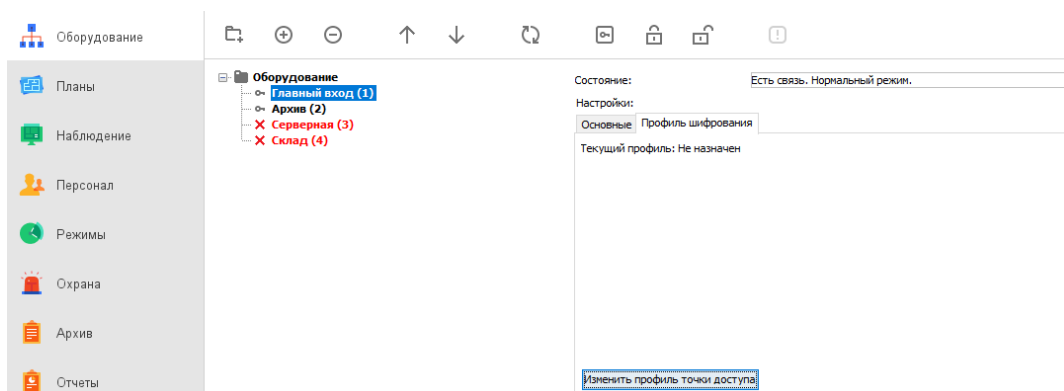 Оборудование
Планы
Наблюдение
Персонал
Режимы
Охрана
Архив
Отчеты
Оборудование
Главный вход (1)
Архив (2)
Серверная (3)
Склад (4)
Состояние: Есть связь. Нормальный режим.
Настройки:
Основные Профиль шифрования
Текущий профиль: Не назначен
Изменить профиль точки доступа